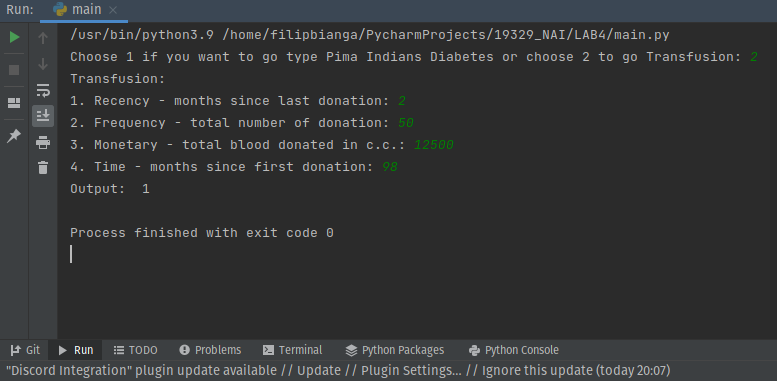 Run: main
/usr/bin/python3.9 /home/filipbianga/PycharmProjects/19329_NAI/LAB4/main.py
Choose 1 if you want to go type Pima Indians Diabetes or choose 2 to go Transfusion: 2
Transfusion:
1. Recency - months since last donation: 2
2. Frequency - total number of donation: 50
3. Monetary - total blood donated in c.c.: 12500
4. Time - months since first donation: 98
Output:  1
Process finished with exit code 0
Git Run TODO Problems Terminal Python Packages Python Console
"Discord Integration" plugin update available // Update // Plugin Settings... // Ignore this update (today 20:07)